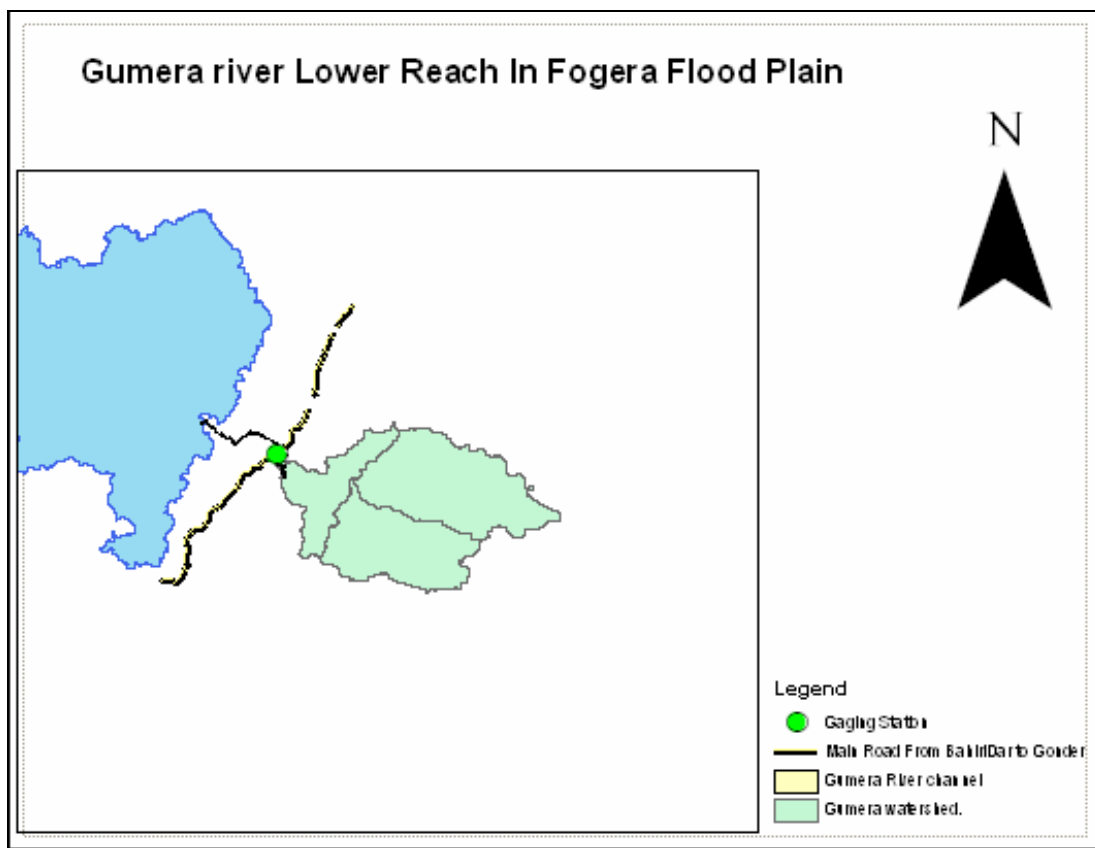 Gumera river Lower Reach In Fogera Flood Plain
N
Legend
Gaging Station
Main Road From BahirDar to Gonder
Gumera River channel
Gumera watershed.